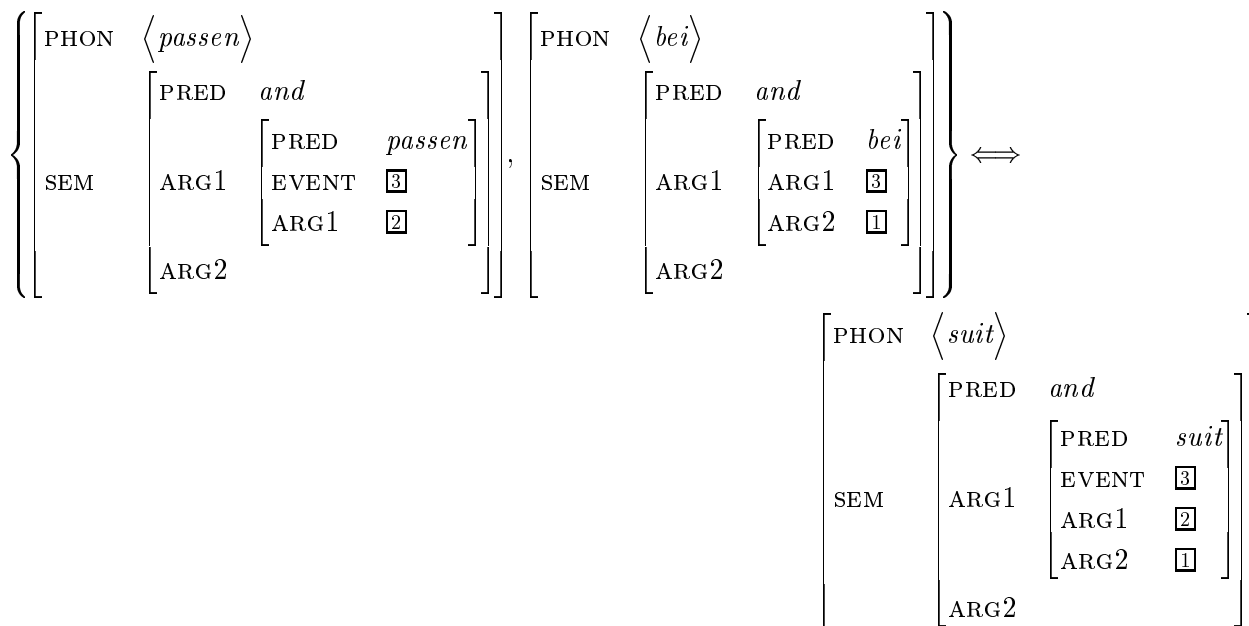 PHON ⟨passen⟩ PHON ⟨bei⟩
PRED and PRED and
PRED passen PRED bei
SEM ARG1 EVENT 3 , SEM ARG1 ARG1 3 ⟺
ARG1 2 ARG2 1
ARG2 ARG2
PHON ⟨suit⟩
PRED and
PRED suit
EVENT 3
SEM ARG1
ARG1 2
ARG2 1
ARG2